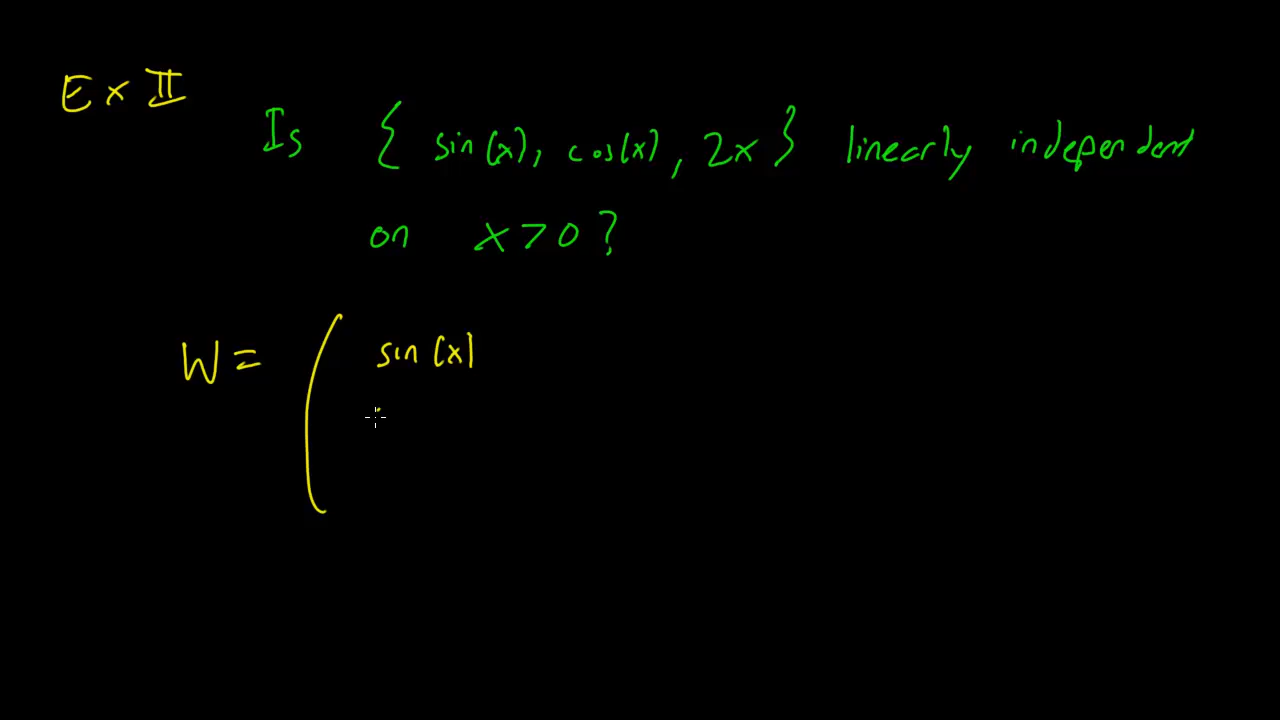 Ex II
Is { sin(x), cos(x), 2x } linearly independent
on x > 0 ?
W = ( sin(x)